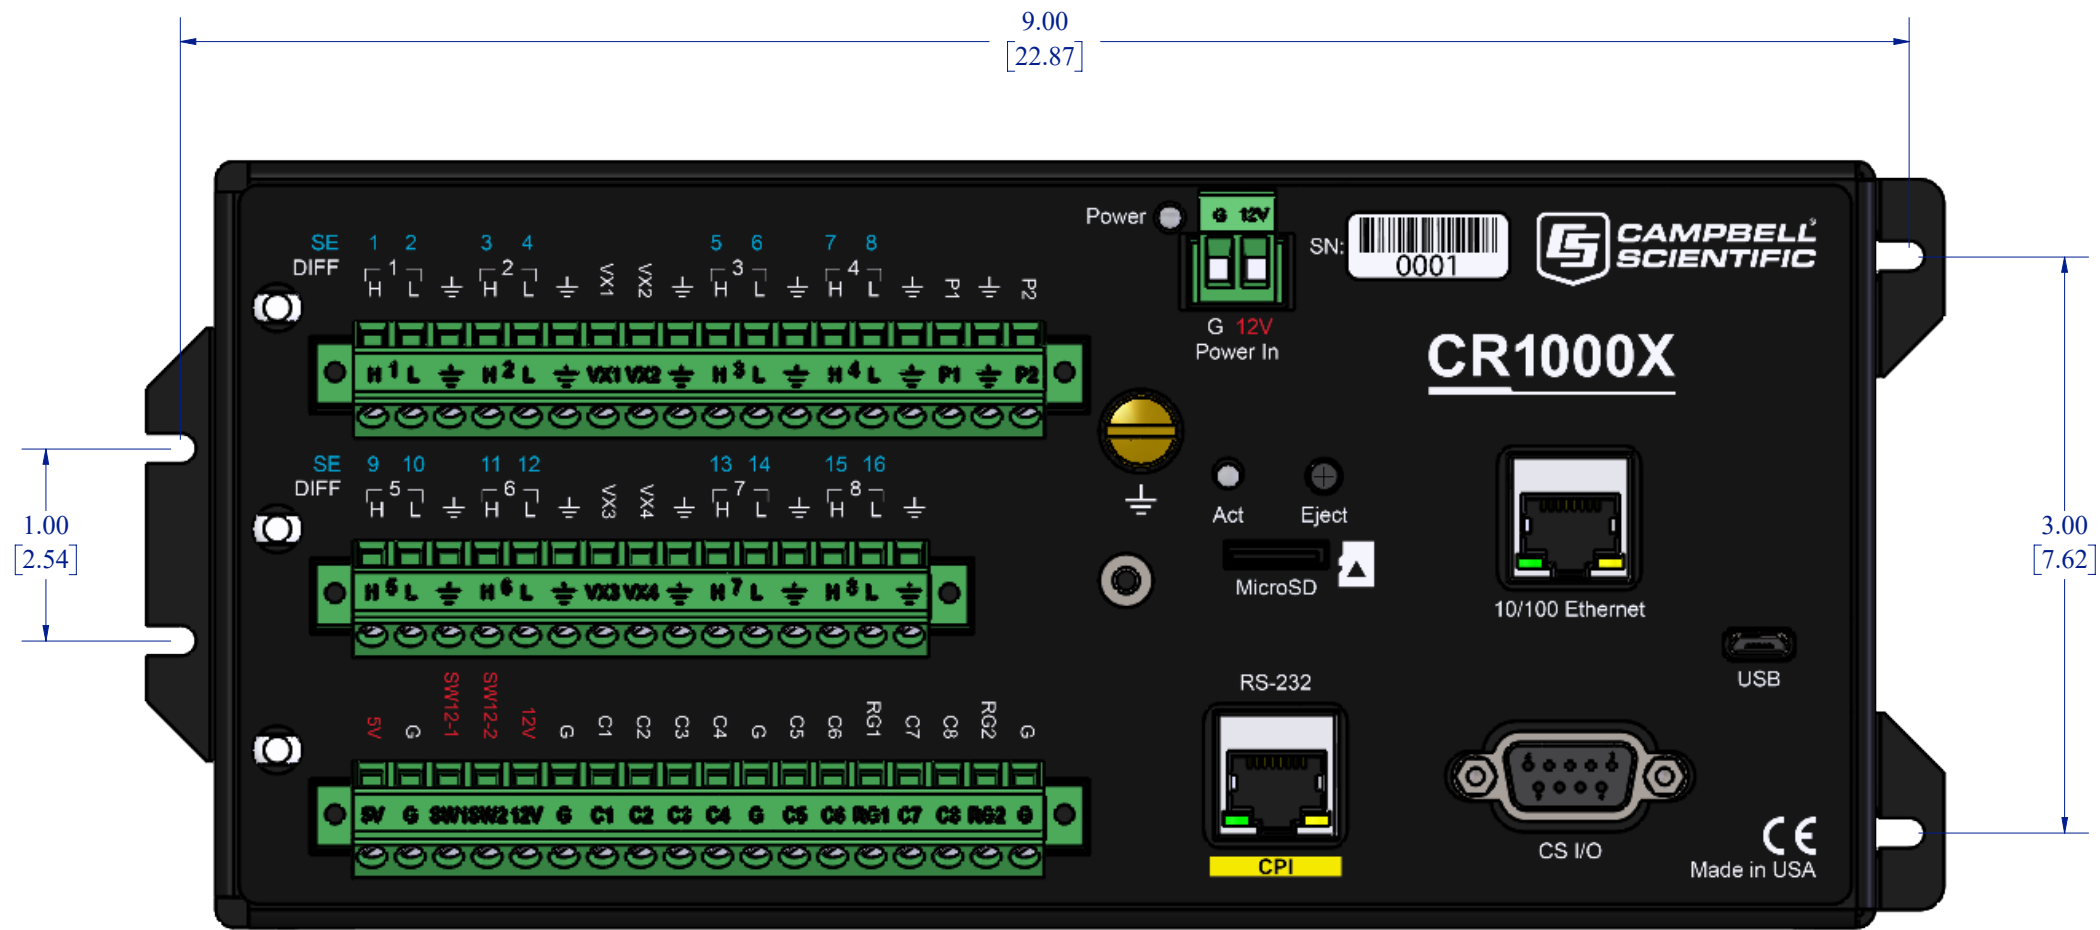 9.00
[22.87]
Power
G 12V
SN:
0001
CAMPBELL
SCIENTIFIC
G 12V
Power In
CR1000X
SE 1 2 3 4 5 6 7 8
DIFF 1 2 3 4
H L H L VX1 VX2 H L H L P1 P2
H 1 L H 2 L VX1 VX2 H 3 L H 4 L P1 P2
SE 9 10 11 12 13 14 15 16
DIFF 5 6 7 8
H L H L VX3 VX4 H L H L
H 5 L H 6 L VX3 VX4 H 7 L H 8 L
Act
Eject
MicroSD
10/100 Ethernet
USB
1.00
[2.54]
3.00
[7.62]
5V G SW12-1 SW12-2 12V G C1 C2 C3 C4 G C5 C6 RG1 C7 C8 RG2 G
5V G SW1 SW2 12V G C1 C2 C3 C4 G C5 C6 RG1 C7 C8 RG2 G
RS-232
CPI
CS I/O
CE
Made in USA